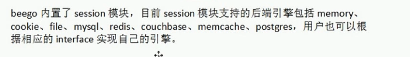 beego 内置了 session 模块，目前 session 模块支持的后端引擎包括 memory、
cookie、file、mysql、redis、couchbase、memcache、postgres，用户也可以根
据相应的 interface 实现自己的引擎。